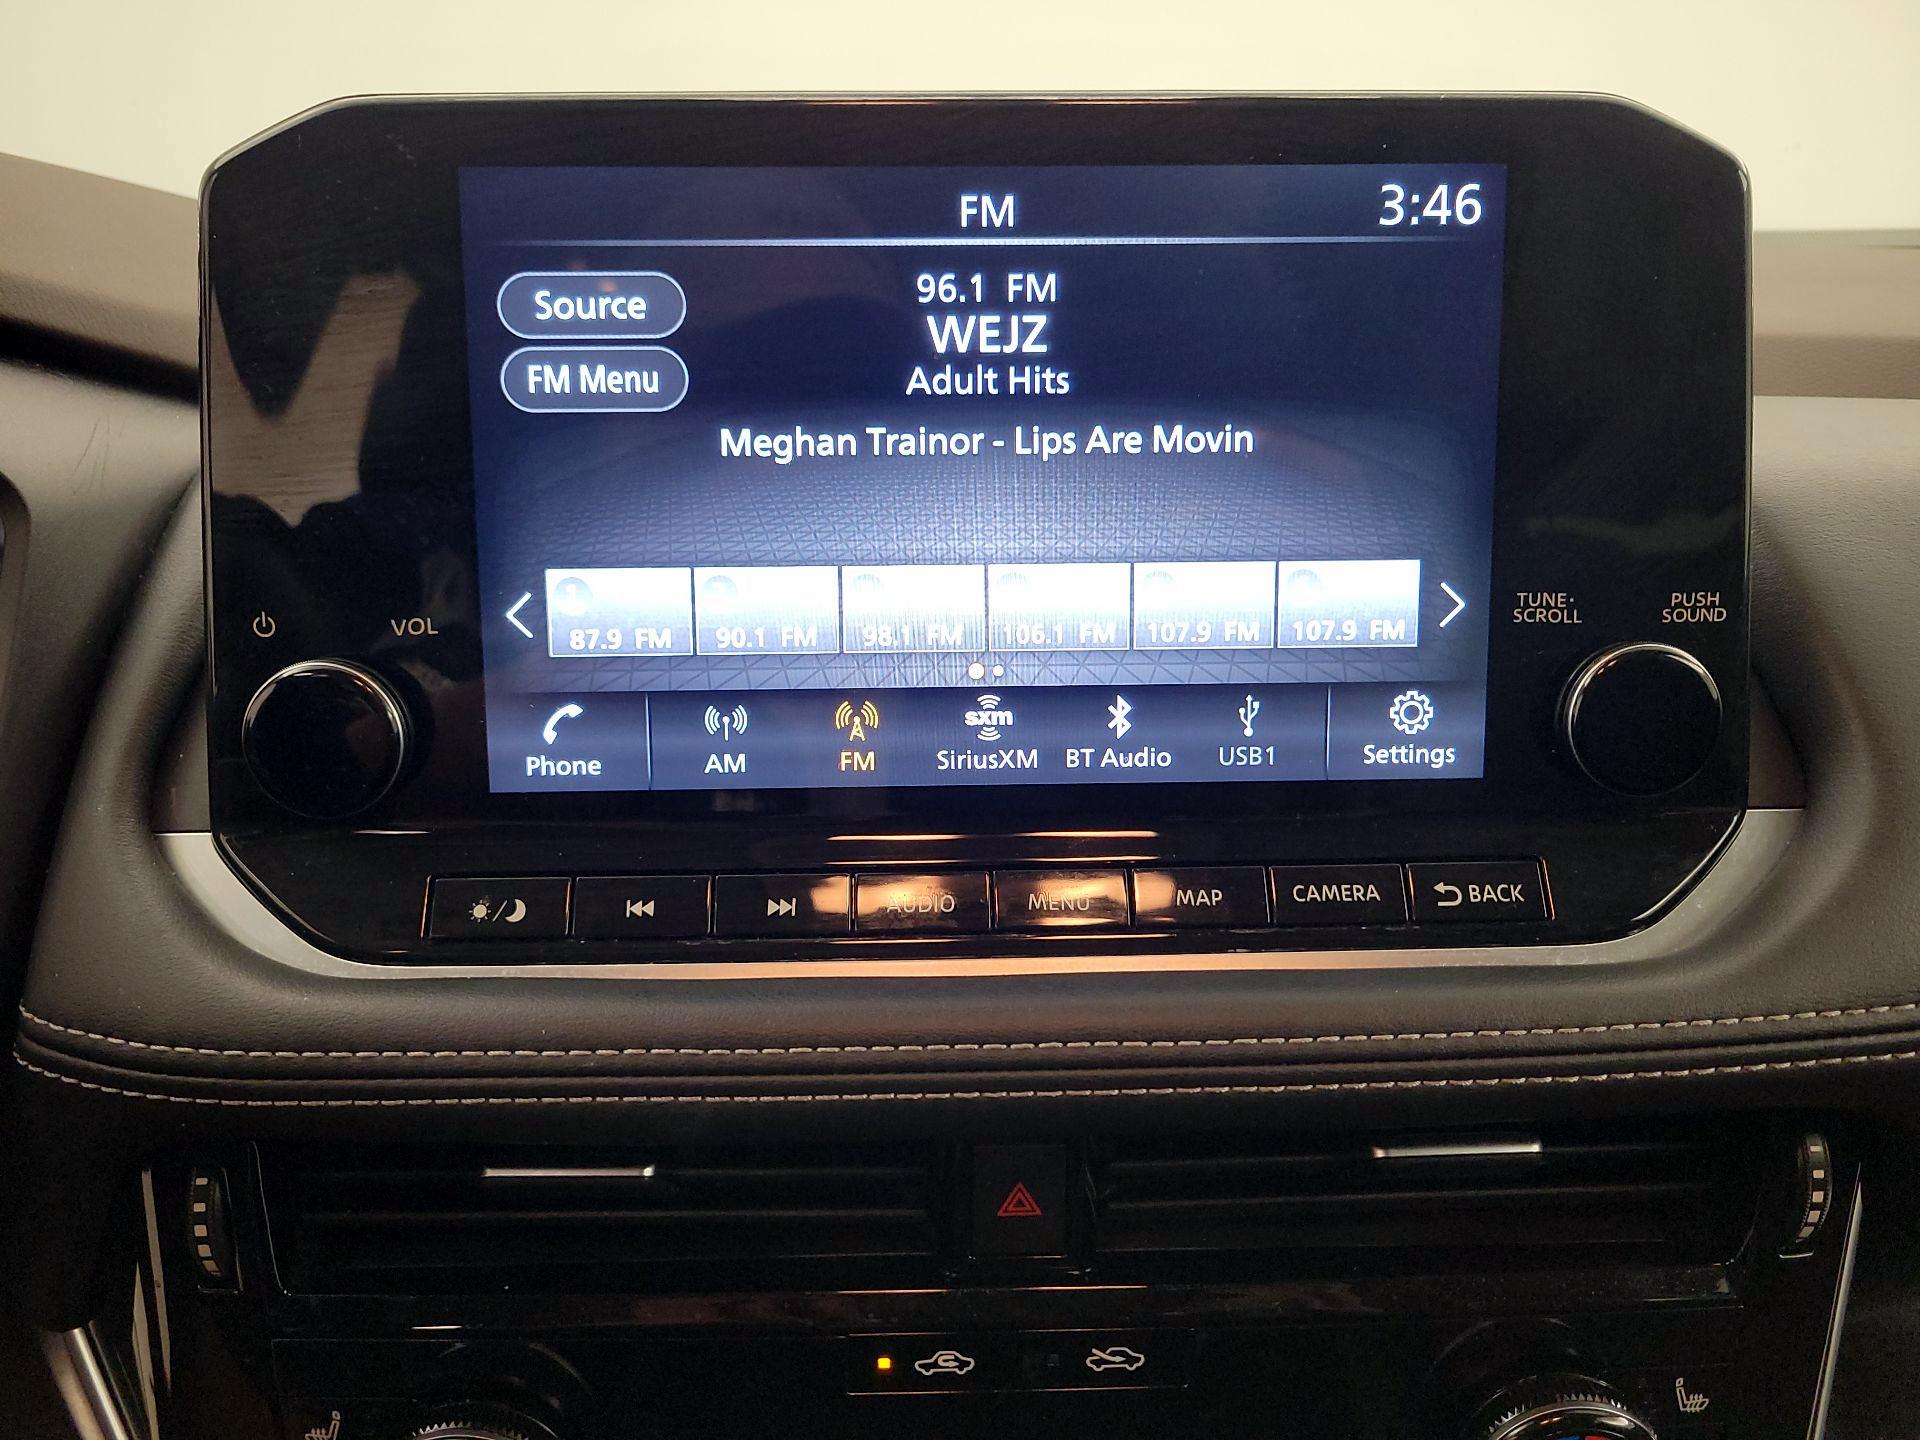 FM
3:46
Source
96.1 FM
WEJZ
FM Menu
Adult Hits
Meghan Trainor - Lips Are Movin
1
87.9 FM
90.1 FM
98.1 FM
106.1 FM
107.9 FM
107.9 FM
VOL
TUNE·
SCROLL
PUSH
SOUND
Phone
AM
FM
sxm
SiriusXM
BT Audio
USB1
Settings
AUDIO
MENU
MAP
CAMERA
BACK